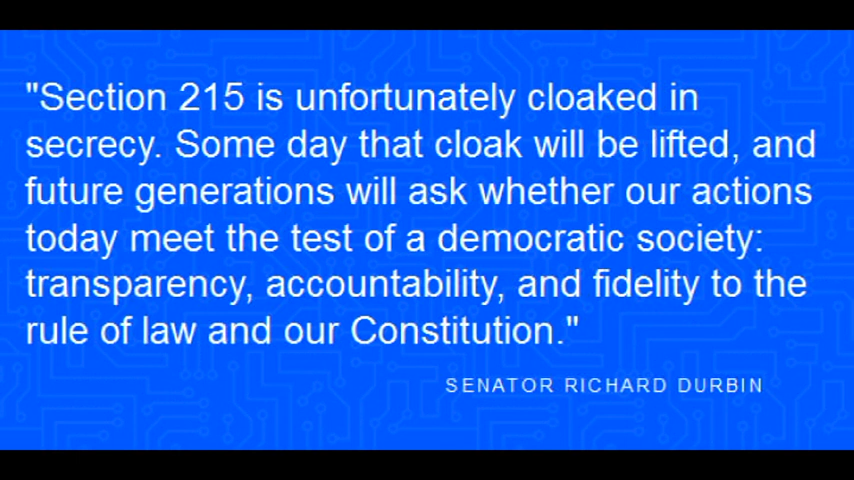 "Section 215 is unfortunately cloaked in
secrecy. Some day that cloak will be lifted, and
future generations will ask whether our actions
today meet the test of a democratic society:
transparency, accountability, and fidelity to the
rule of law and our Constitution."
SENATOR RICHARD DURBIN